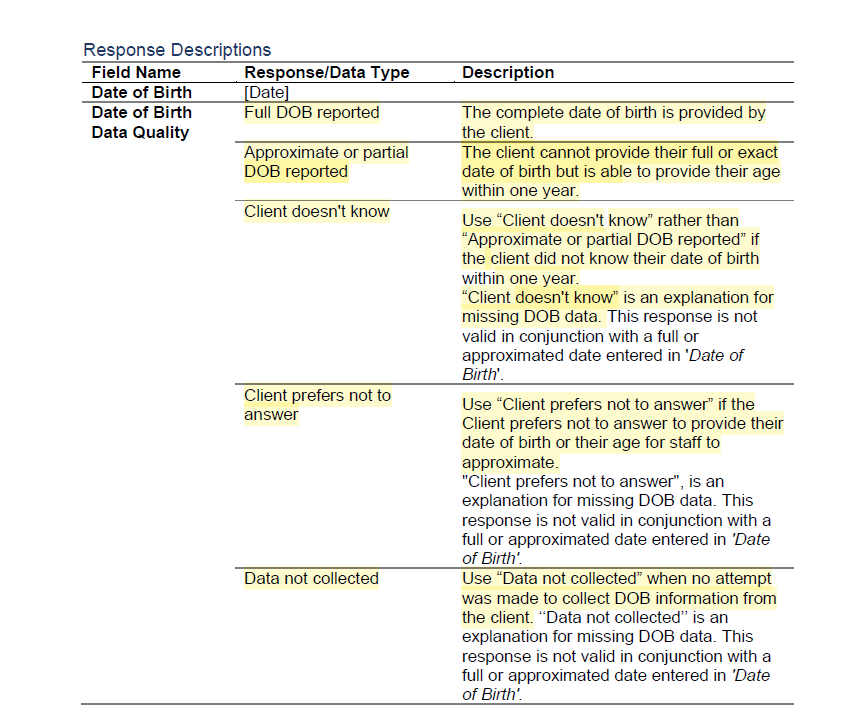 Response Descriptions
Field Name Response/Data Type Description
Date of Birth [Date]
Date of Birth Full DOB reported The complete date of birth is provided by
Data Quality the client.
Approximate or partial The client cannot provide their full or exact
DOB reported date of birth but is able to provide their age
within one year.
Client doesn't know
Use “Client doesn't know” rather than
“Approximate or partial DOB reported” if
the client did not know their date of birth
within one year.
“Client doesn't know” is an explanation for
missing DOB data. This response is not
valid in conjunction with a full or
approximated date entered in 'Date of
Birth'.
Client prefers not to
answer
Use “Client prefers not to answer” if the
Client prefers not to answer to provide their
date of birth or their age for staff to
approximate.
"Client prefers not to answer", is an
explanation for missing DOB data. This
response is not valid in conjunction with a
full or approximated date entered in 'Date
of Birth'.
Data not collected Use “Data not collected” when no attempt
was made to collect DOB information from
the client. ‘‘Data not collected’’ is an
explanation for missing DOB data. This
response is not valid in conjunction with a
full or approximated date entered in 'Date
of Birth'.